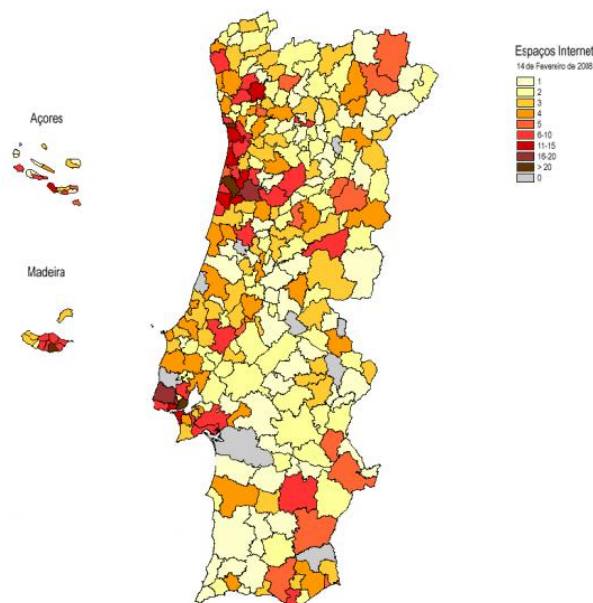 Espaços Internet
14 de Fevereiro de 2008
1
2
3
4
5
6-10
11-15
16-20
> 20
0
Açores
Madeira